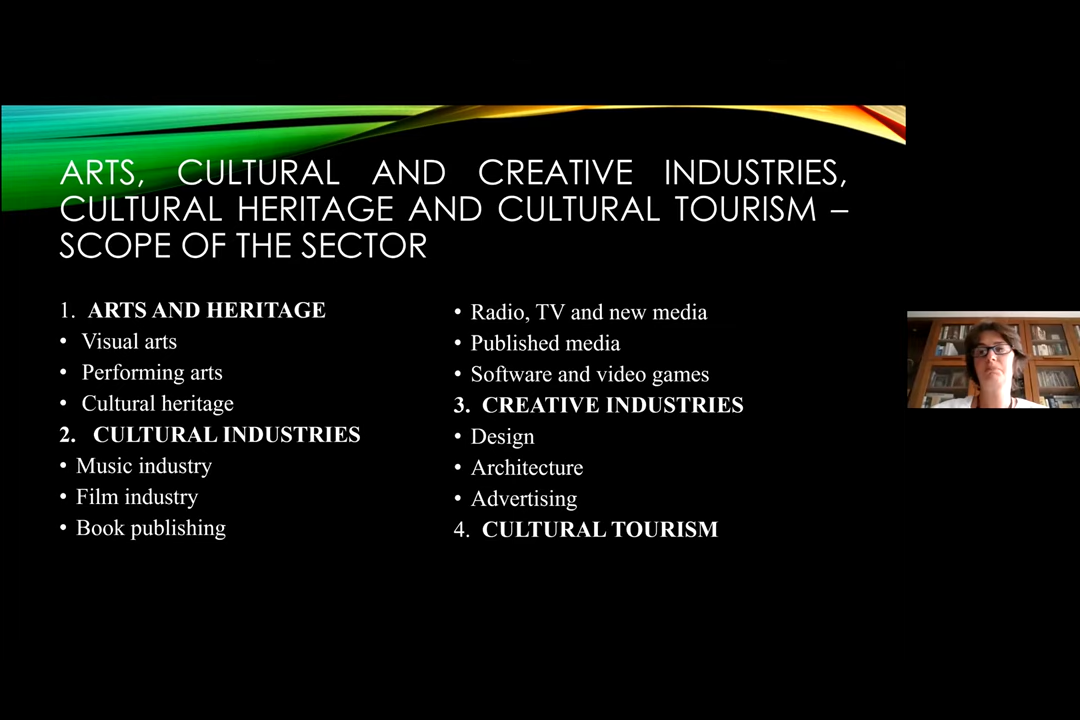 ARTS, CULTURAL AND CREATIVE INDUSTRIES,
CULTURAL HERITAGE AND CULTURAL TOURISM –
SCOPE OF THE SECTOR
1. ARTS AND HERITAGE
• Visual arts
• Performing arts
• Cultural heritage
2. CULTURAL INDUSTRIES
• Music industry
• Film industry
• Book publishing
• Radio, TV and new media
• Published media
• Software and video games
3. CREATIVE INDUSTRIES
• Design
• Architecture
• Advertising
4. CULTURAL TOURISM